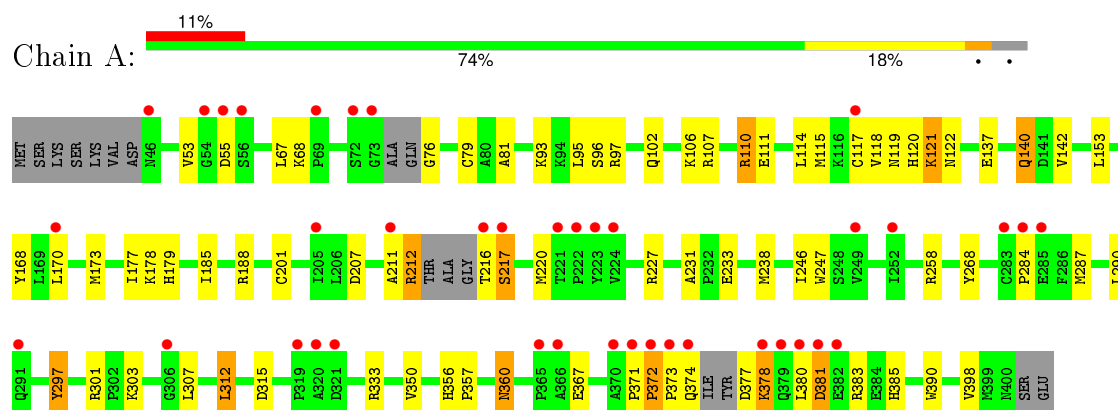 11%
Chain A:
74% 18% • •
MET SER LYS SER LYS VAL ASP N46 V53 G54 D55 S56 L67 K68 P69 S72 G73 ALA GLN G76 C79 A80 A81 K93 K94 L95 S96 R97 Q102 K106 R107 R110 E111 L114 M115 K116 C117 V118 N119 H120 K121 N122 E137 Q140 D141 V142 L153
Y168 L169 L170 M173 I177 K178 H179 I185 R188 C201 I205 L206 D207 A211 R212 THR ALA GLY T216 S217 M220 T221 P222 Y223 V224 R227 A231 P232 E233 M238 I246 W247 S248 V249 I252 R258 Y268 C283 P284 E285 F286 M287 L290
Q291 Y297 R301 P302 K303 G306 L307 L312 D315 P319 A320 D321 R333 V350 H356 P357 N360 P365 A366 E367 A370 P371 P372 P373 Q374 ILE TYR D377 K378 Q379 L380 D381 E382 R383 E384 H385 W390 V398 M399 N400 SER GLU